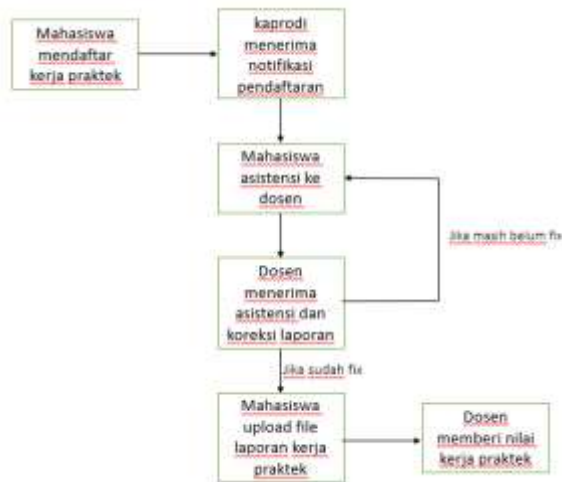 Mahasiswa
mendaftar
kerja praktek
kaprodi
menerima
notifikasi
pendaftaran
Mahasiswa
asistensi ke
dosen
Jika masih belum fix
Dosen
menerima
asistensi dan
koreksi laporan
Jika sudah fix
Mahasiswa
upload file
laporan kerja
praktek
Dosen
memberi nilai
kerja praktek